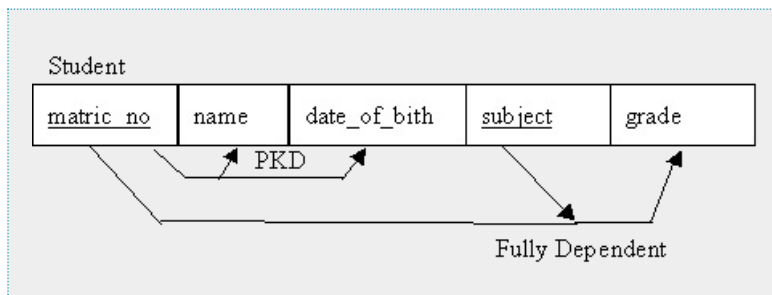 Student
matric_no name date_of_bith subject grade
PKD
Fully Dependent